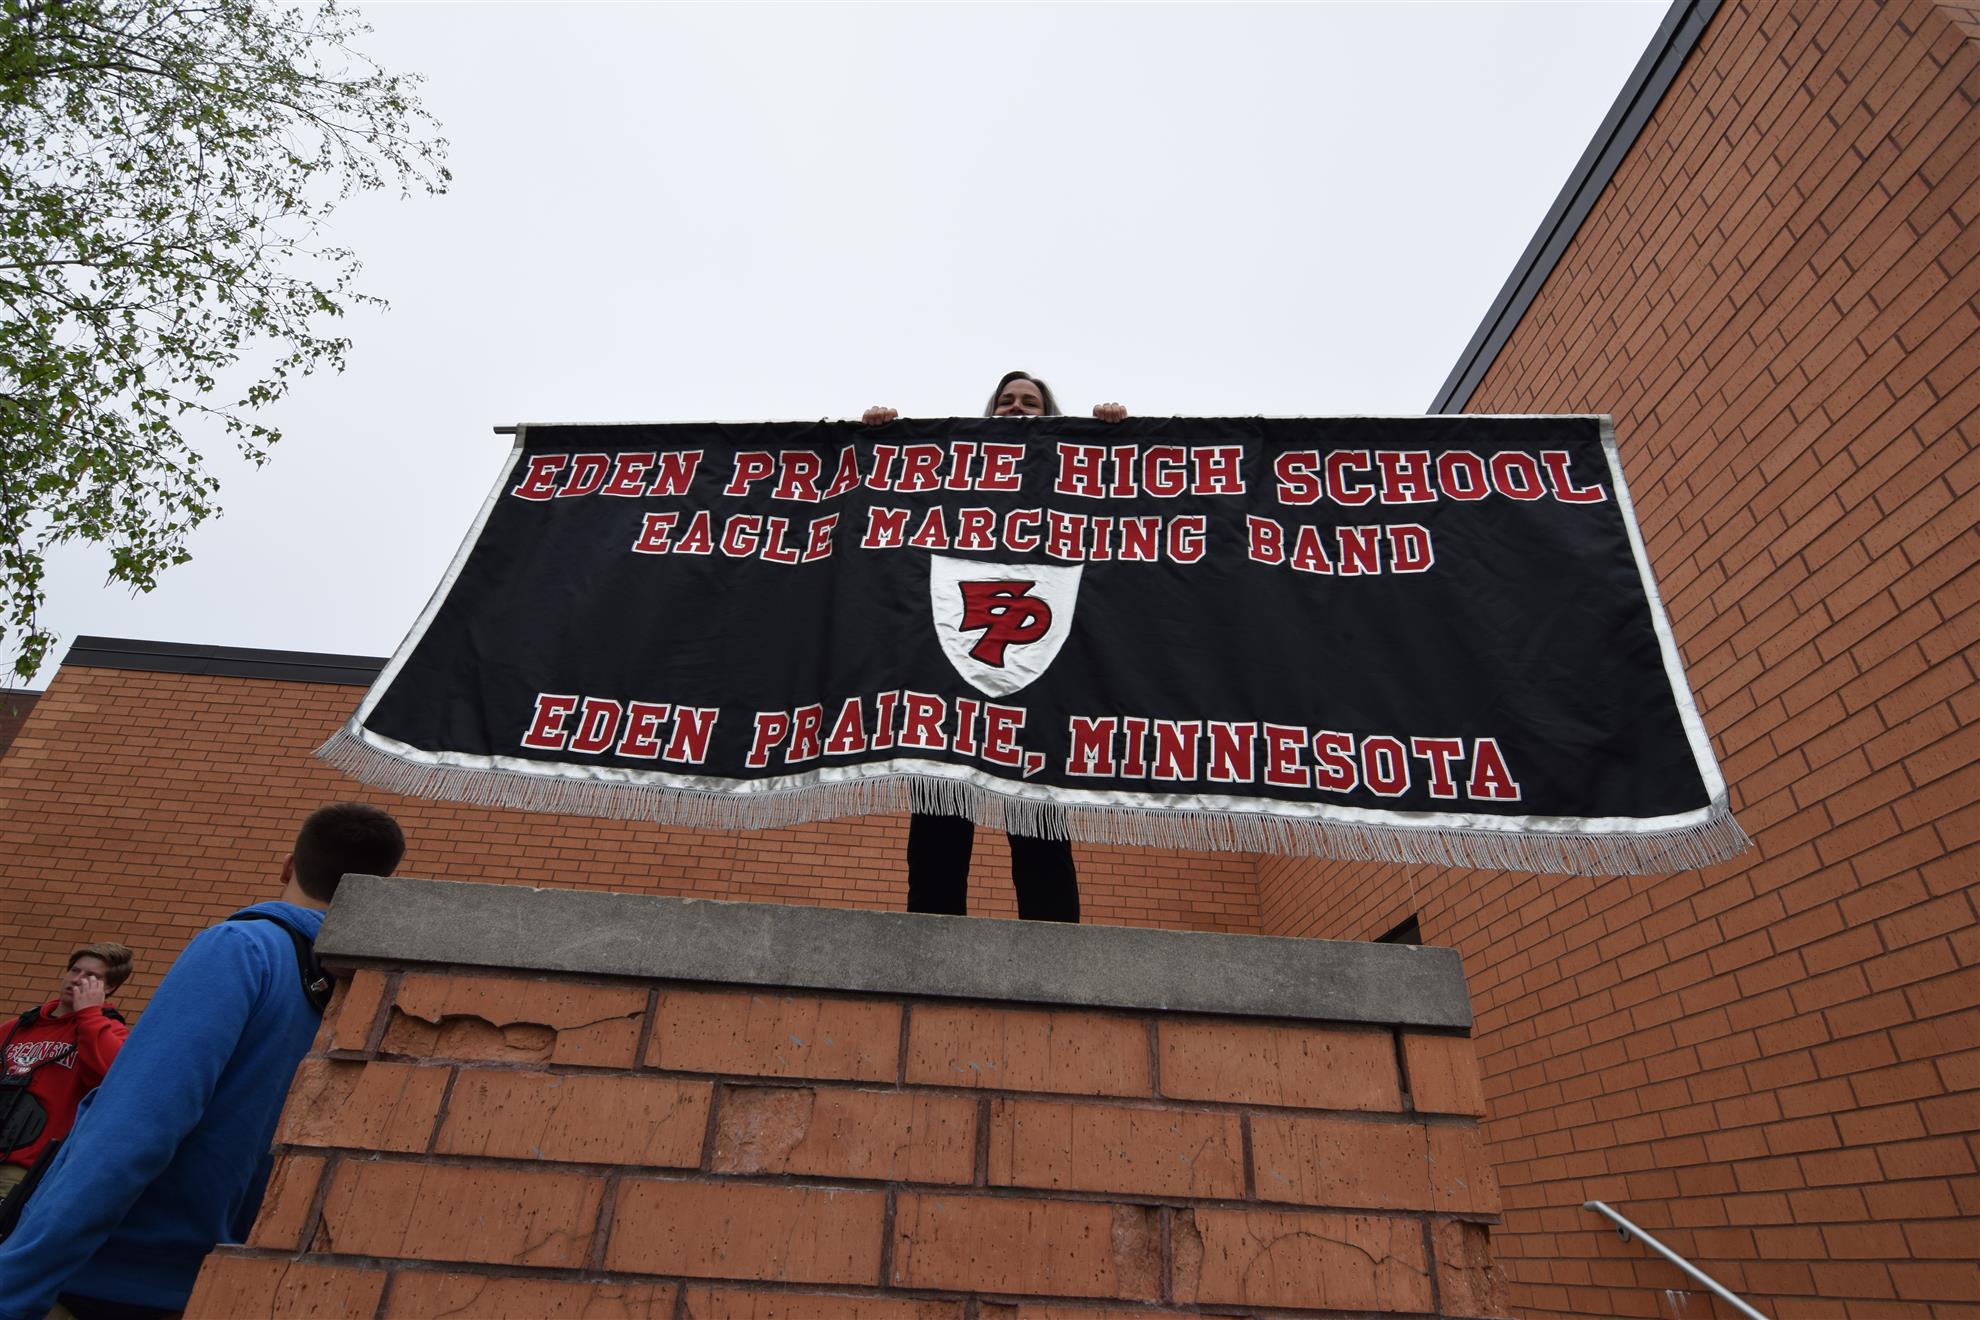 EDEN PRAIRIE HIGH SCHOOL
EAGLE MARCHING BAND
EP
EDEN PRAIRIE, MINNESOTA